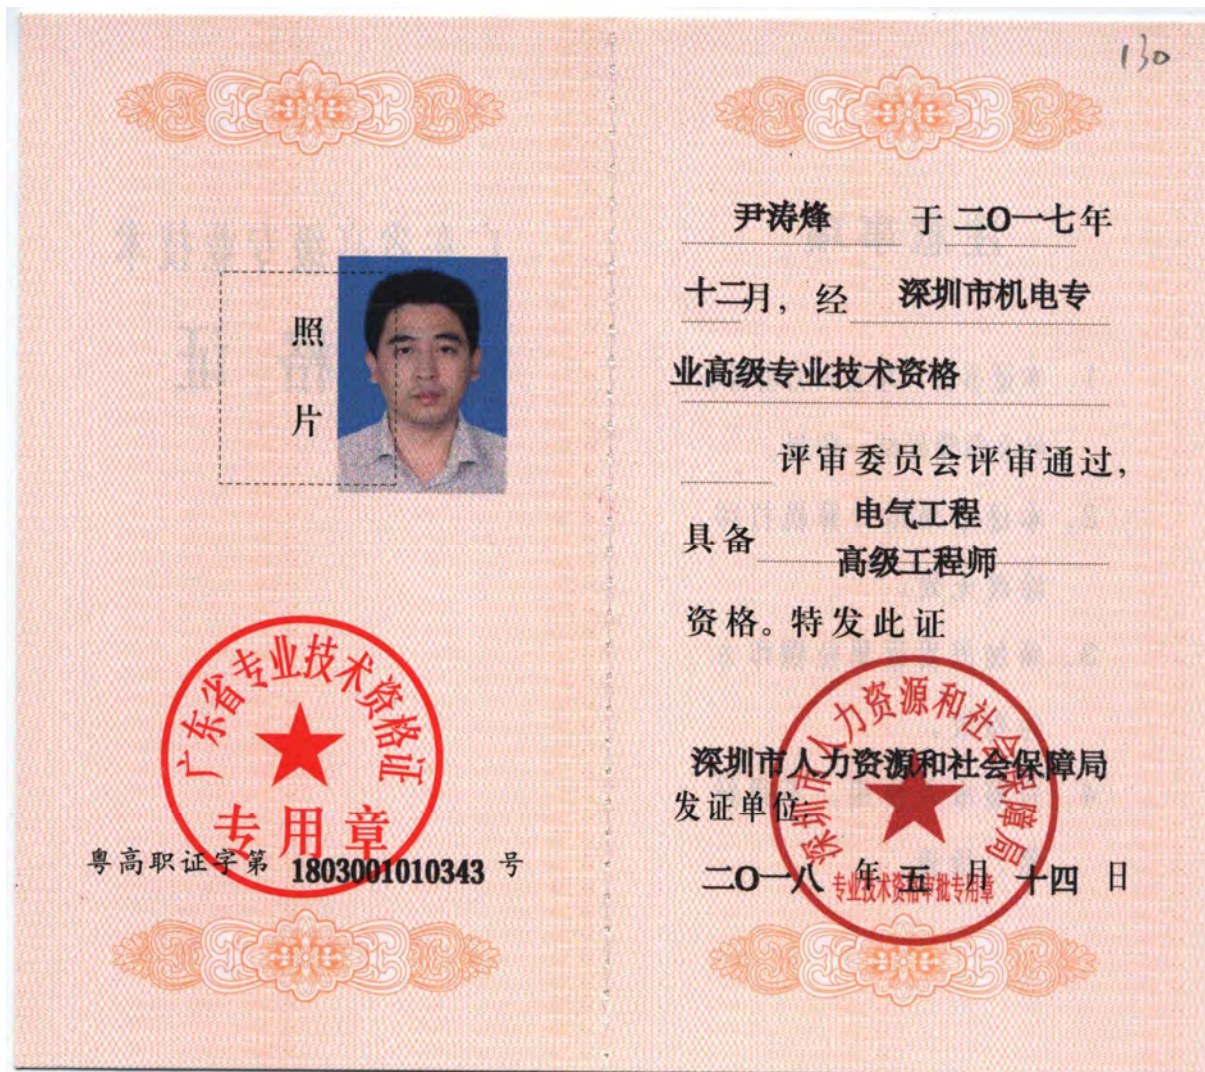 照
片
广东省专业技术资格证
专用章
粤高职证字第 1803001010343 号
130
尹涛烽 于 二〇一七年
十二月，经 深圳市机电专
业高级专业技术资格
评审委员会评审通过，
电气工程
具备
高级工程师
资格。特发此证
深圳市人力资源和社会保障局
深圳市人力资源和社会保障局
发证单位：
二〇一八 年 五 月 十四 日
专业技术资格审批专用章